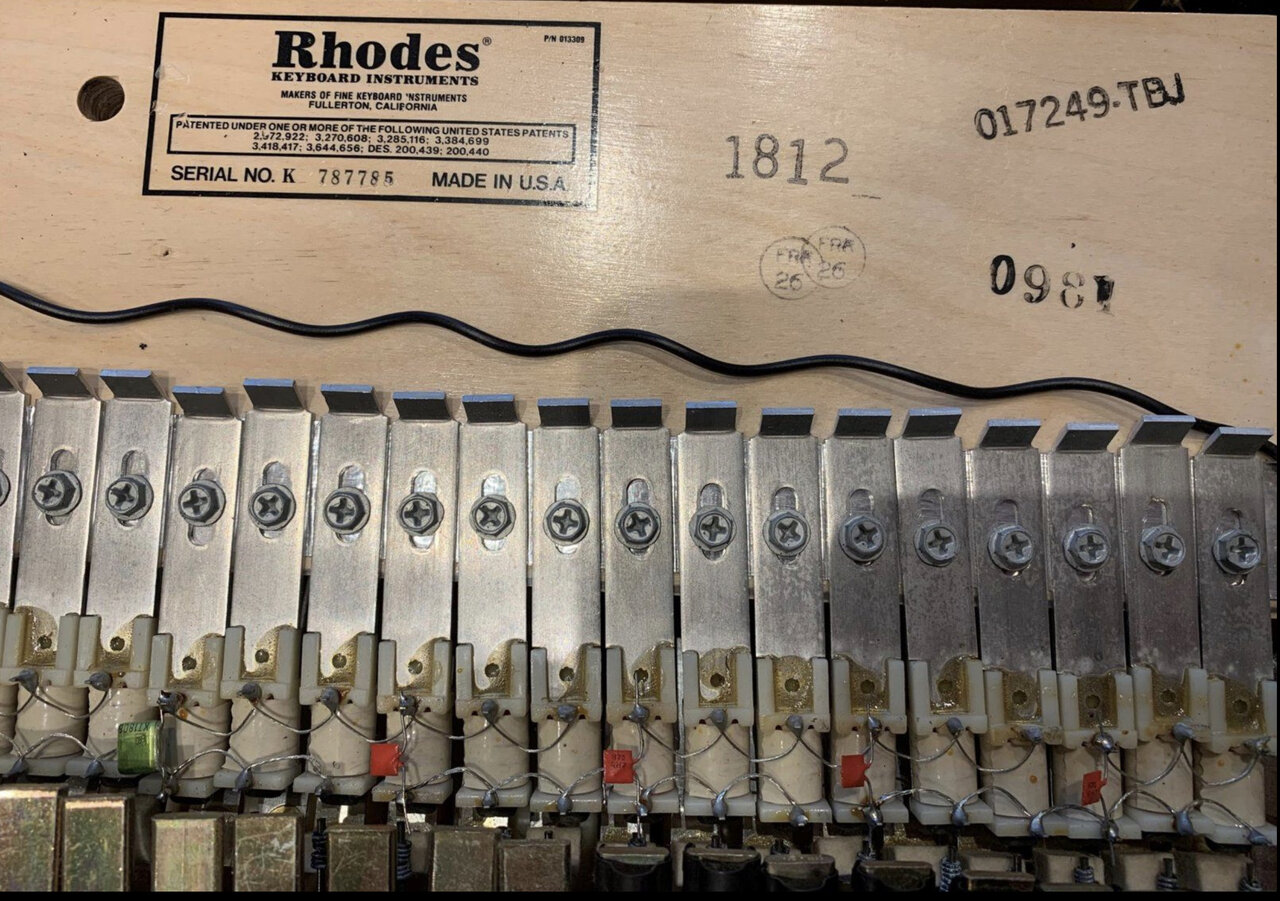 Rhodes®
P/N 013309
KEYBOARD INSTRUMENTS
MAKERS OF FINE KEYBOARD INSTRUMENTS
FULLERTON, CALIFORNIA
PATENTED UNDER ONE OR MORE OF THE FOLLOWING UNITED STATES PATENTS
2,972,922; 3,270,608; 3,285,116; 3,384,699
3,418,417; 3,644,656; DES. 200,439; 200,440
SERIAL NO. K 787785 MADE IN U.S.A.
017249-TBJ
1812
FRA
26
FRA
26
0981